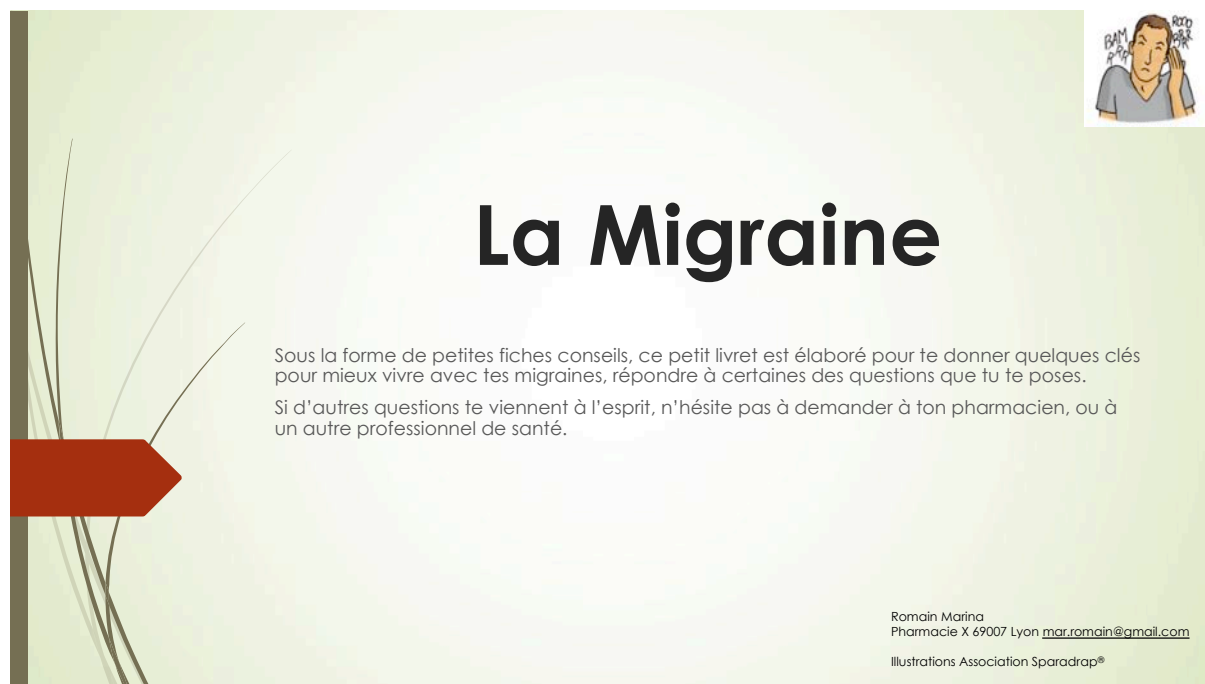 BAM
R RR
La Migraine
Sous la forme de petites fiches conseils, ce petit livret est élaboré pour te donner quelques clés
pour mieux vivre avec tes migraines, répondre à certaines des questions que tu te poses.
Si d’autres questions te viennent à l’esprit, n’hésite pas à demander à ton pharmacien, ou à
un autre professionnel de santé.
Romain Marina
Pharmacie X 69007 Lyon mar.romain@gmail.com
Illustrations Association Sparadrap®